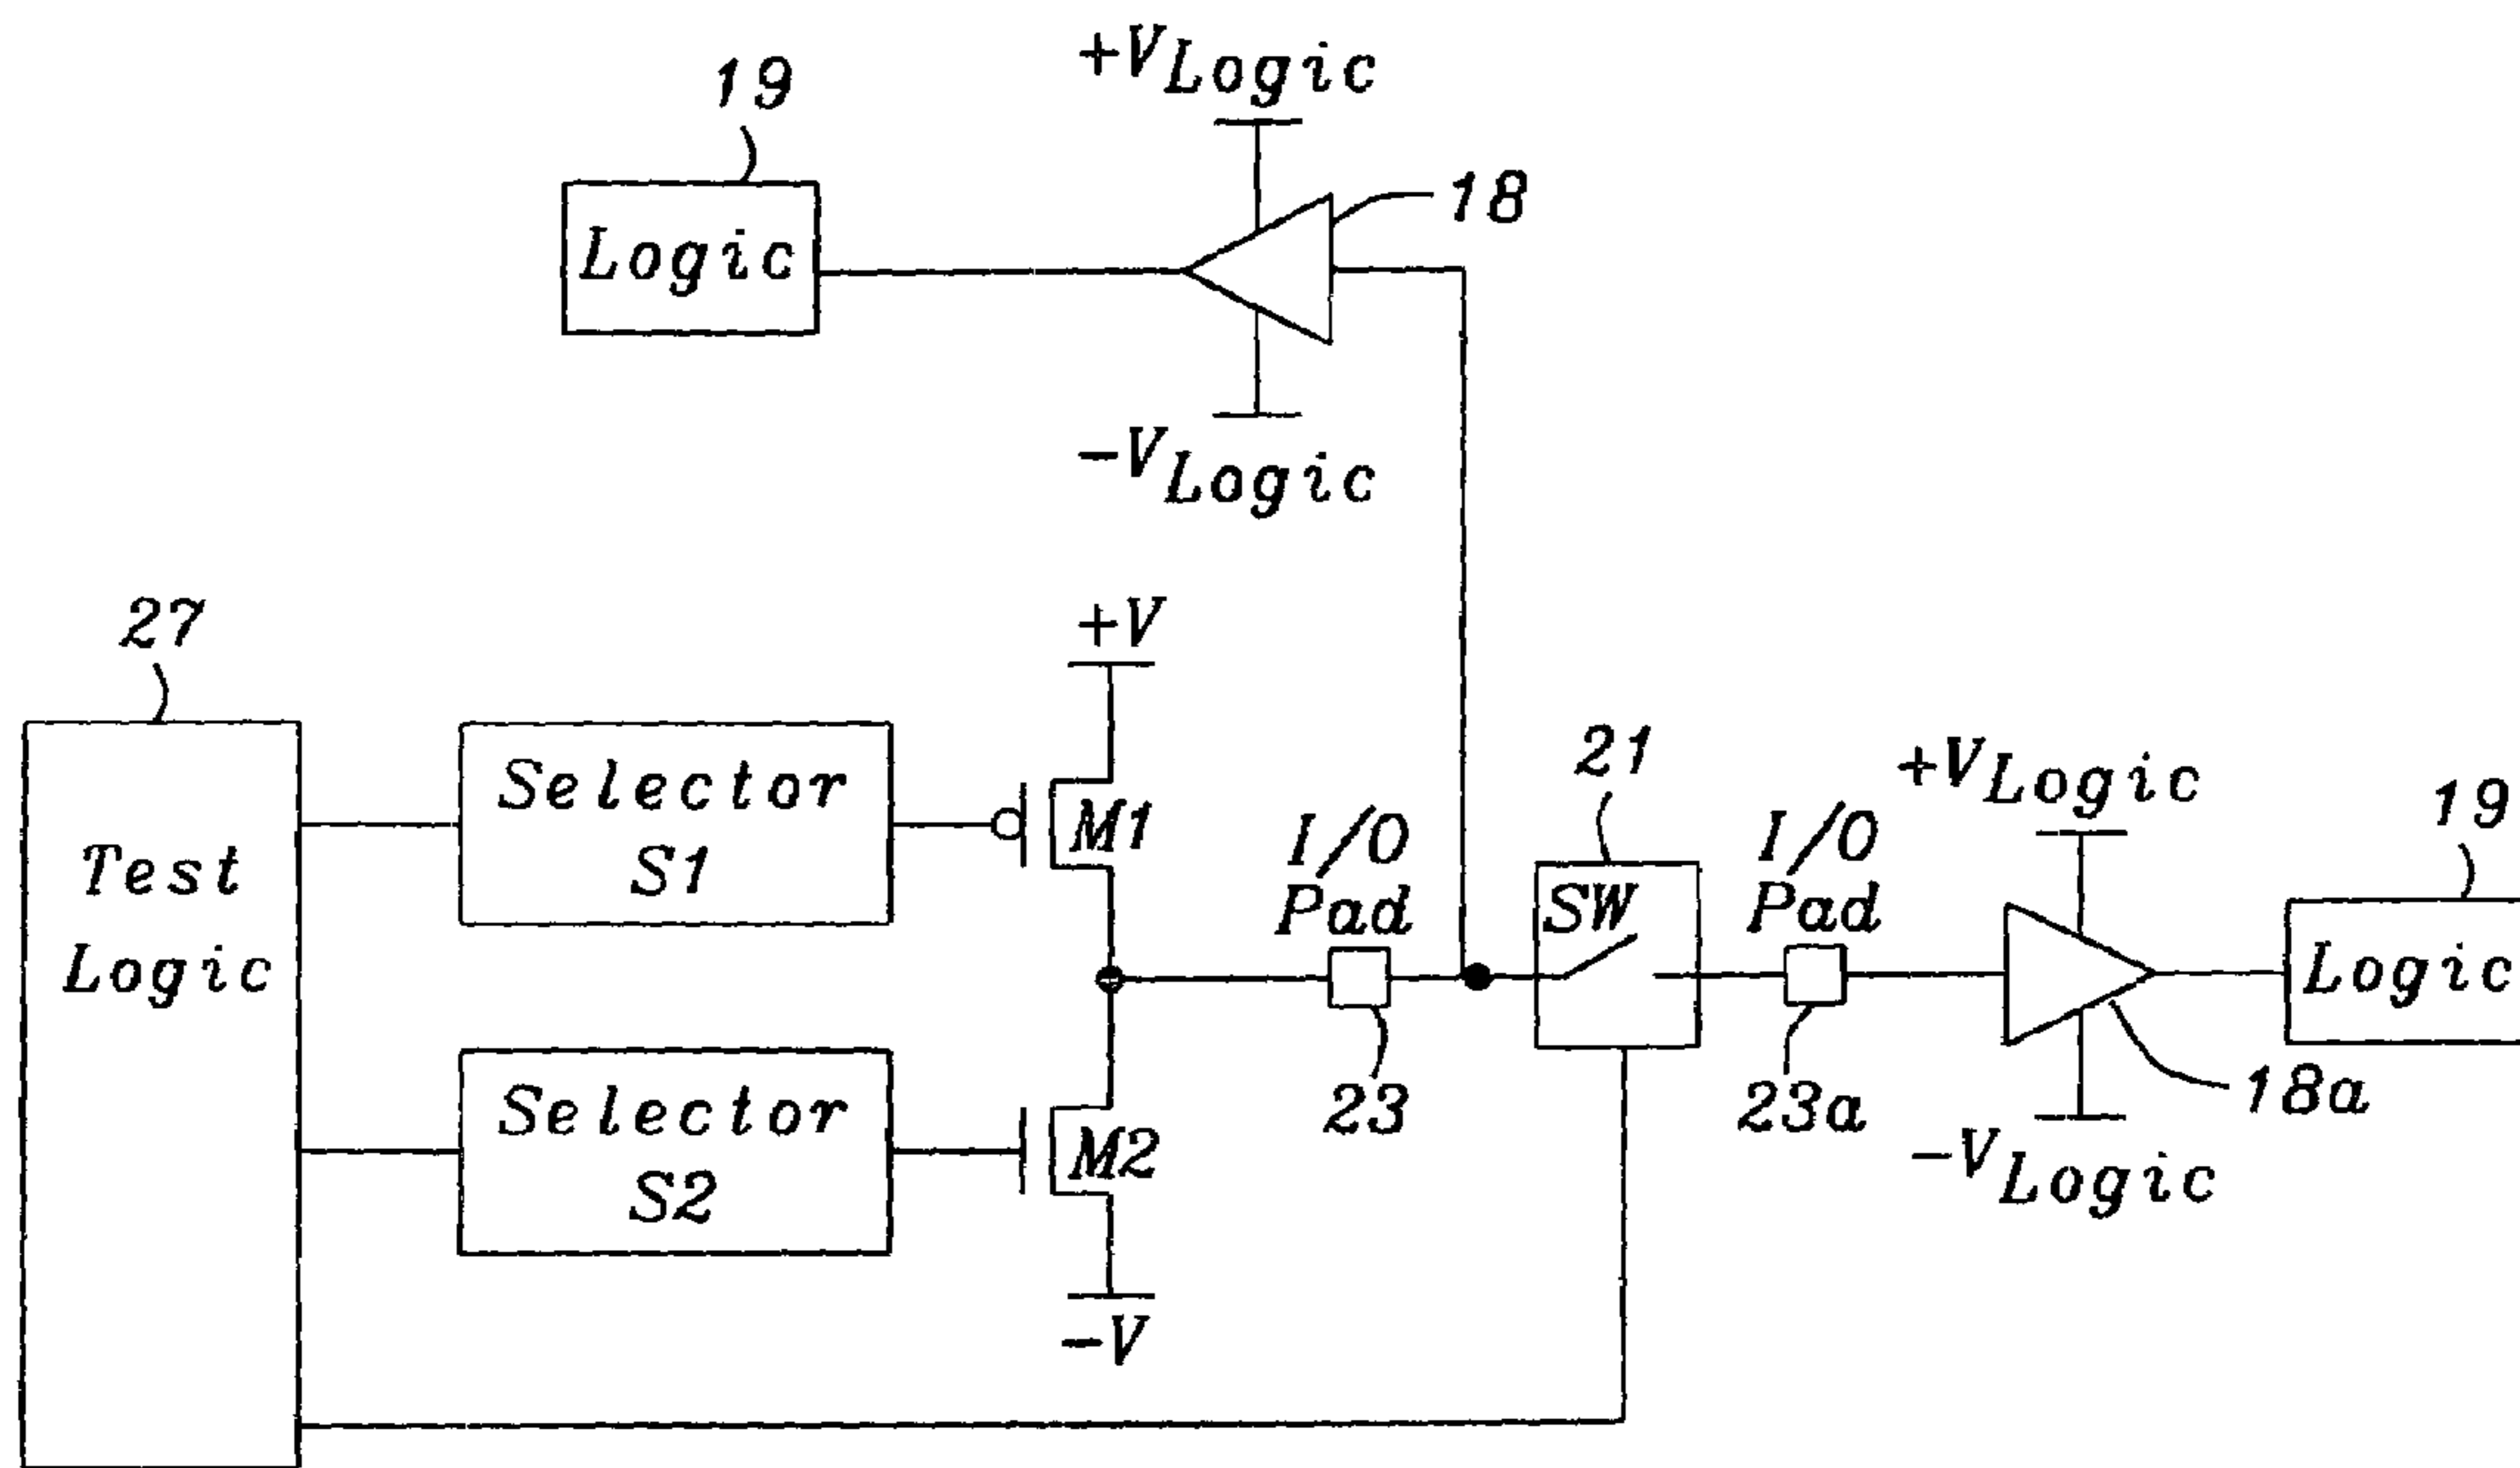 19
+VLogic
Logic
18
-VLogic
27
+V
Test
Logic
Selector
S1
M1
I/O
Pad
23
21
SW
I/O
Pad
23a
+VLogic
19
Logic
18a
-VLogic
Selector
S2
M2
-V